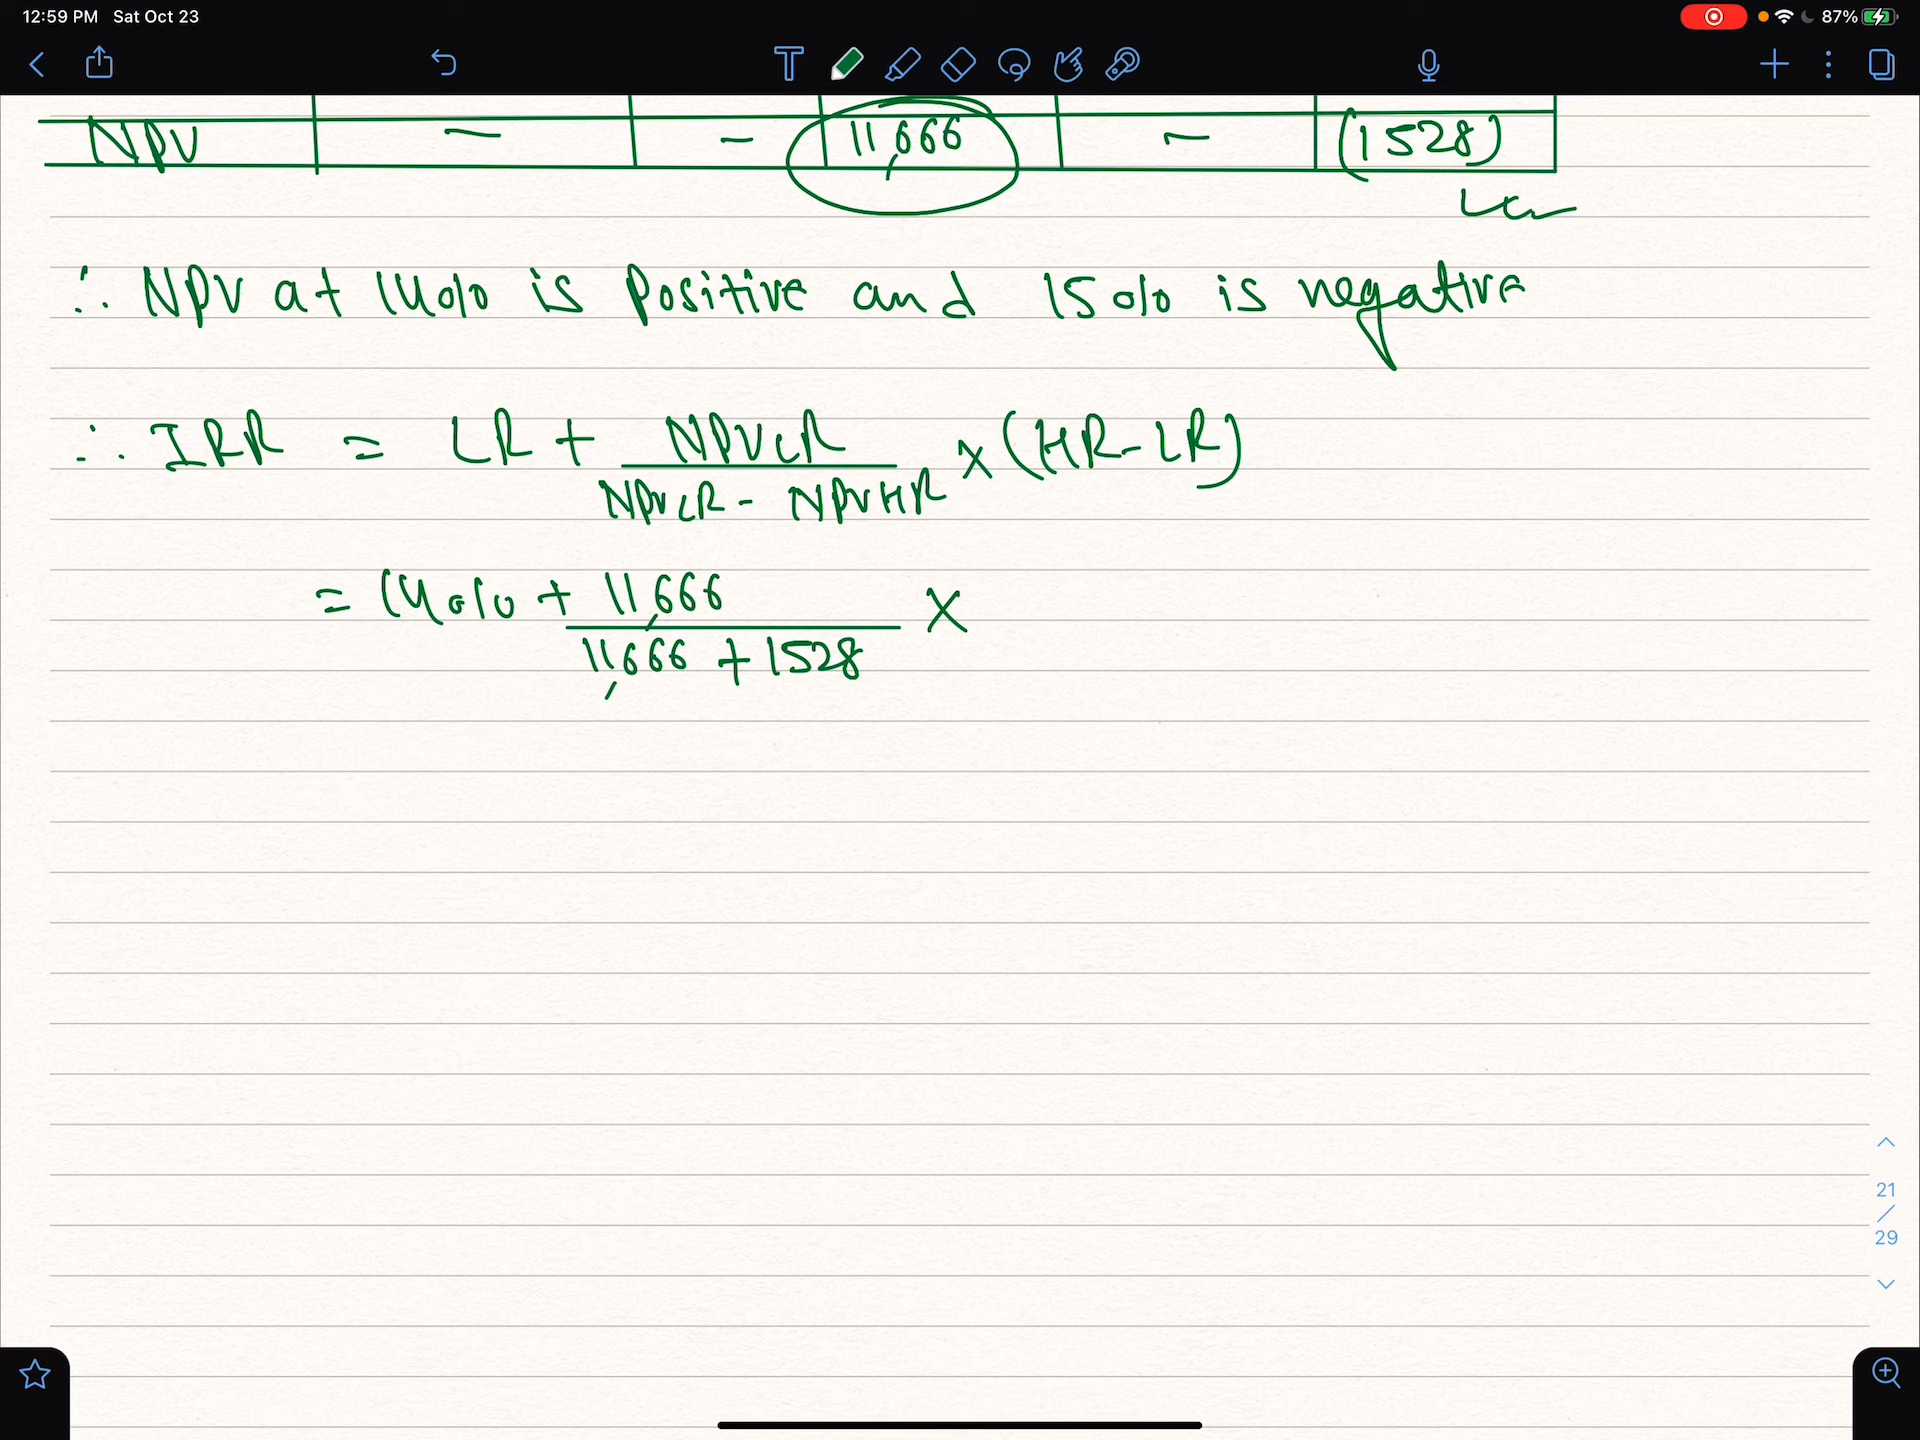 12:59 PM Sat Oct 23 87%
NPV ~ - 11,666 ~ (1528)
∴ NPV at 14% is Positive and 15% is negative
∴ IRR = LR + NPVLR / NPVLR - NPVHR × (HR-LR)
= 14% + 11,666 / 11,666 + 1528 ×
21
/
29